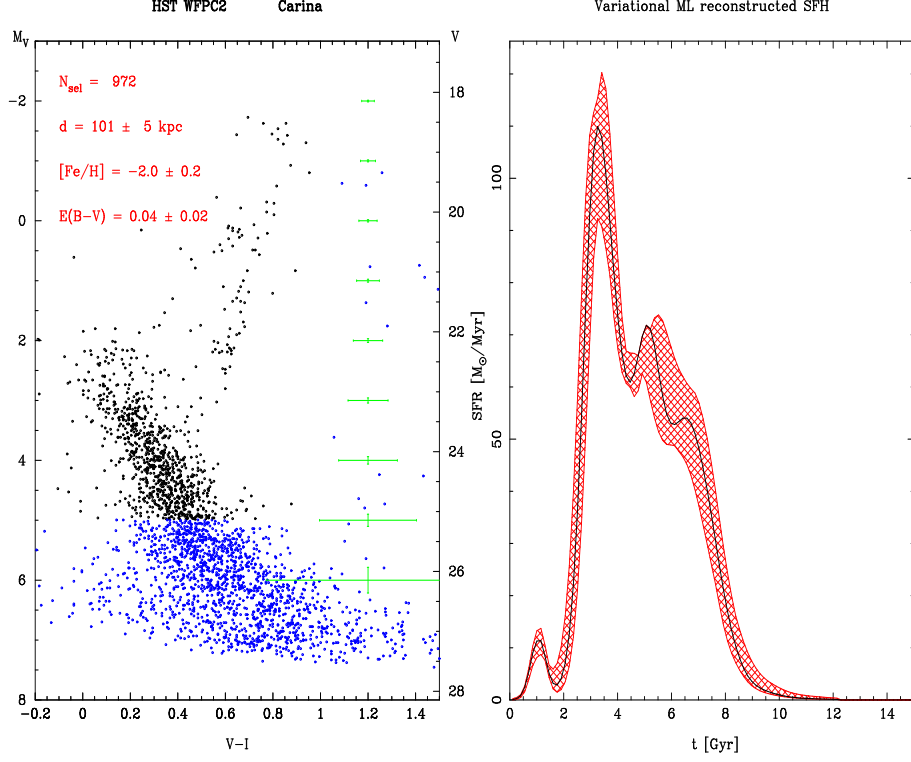 HST WFPC2 Carina
Variational ML reconstructed SFH
M_V
V
N_sel = 972
d = 101 ± 5 kpc
[Fe/H] = −2.0 ± 0.2
E(B−V) = 0.04 ± 0.02
−2
0
2
4
6
8
18
20
22
24
26
28
−0.2 0 0.2 0.4 0.6 0.8 1 1.2 1.4
V−I
SFR [M⊙/Myr]
100
50
0
0 2 4 6 8 10 12 14
t [Gyr]